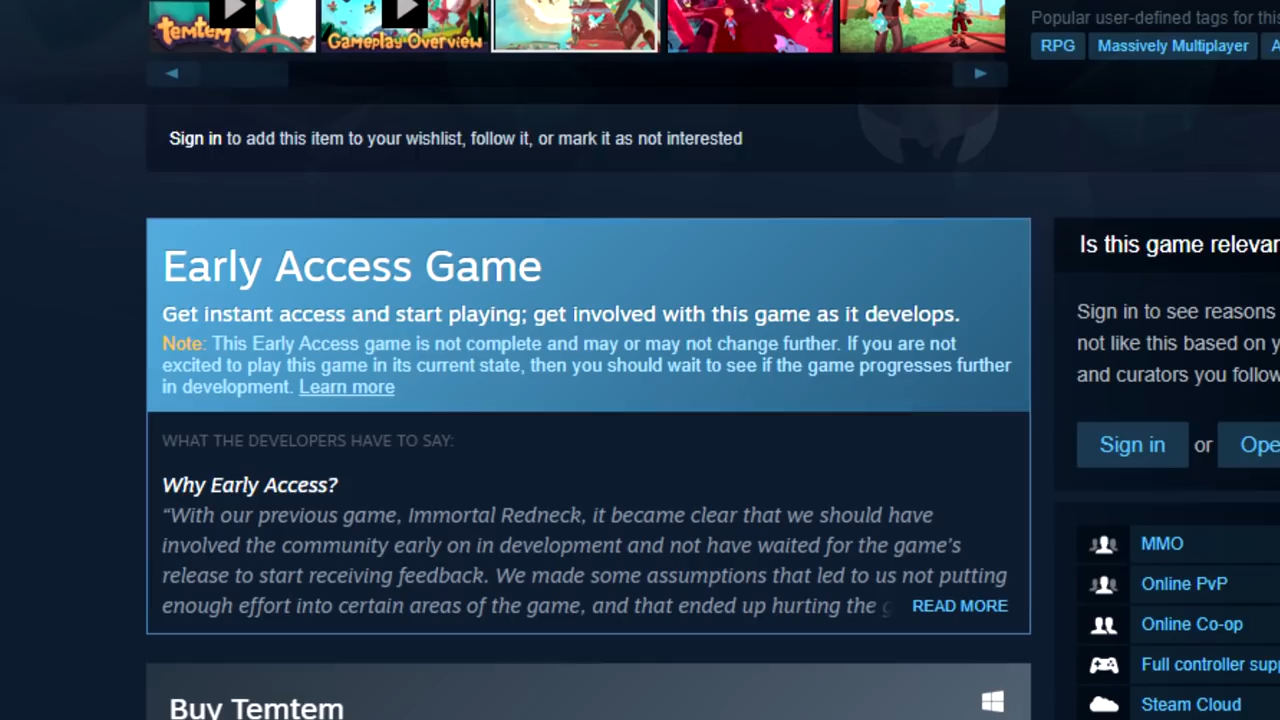 temtem
Gameplay Overview
Popular user-defined tags for this
RPG
Massively Multiplayer
Sign in to add this item to your wishlist, follow it, or mark it as not interested
Early Access Game
Get instant access and start playing; get involved with this game as it develops.
Note: This Early Access game is not complete and may or may not change further. If you are not
excited to play this game in its current state, then you should wait to see if the game progresses further
in development. Learn more
WHAT THE DEVELOPERS HAVE TO SAY:
Why Early Access?
“With our previous game, Immortal Redneck, it became clear that we should have
involved the community early on in development and not have waited for the game’s
release to start receiving feedback. We made some assumptions that led to us not putting
enough effort into certain areas of the game, and that ended up hurting the
READ MORE
Buy Temtem
Is this game relevan
Sign in to see reasons
not like this based on y
and curators you follow
Sign in or Ope
MMO
Online PvP
Online Co-op
Full controller supp
Steam Cloud